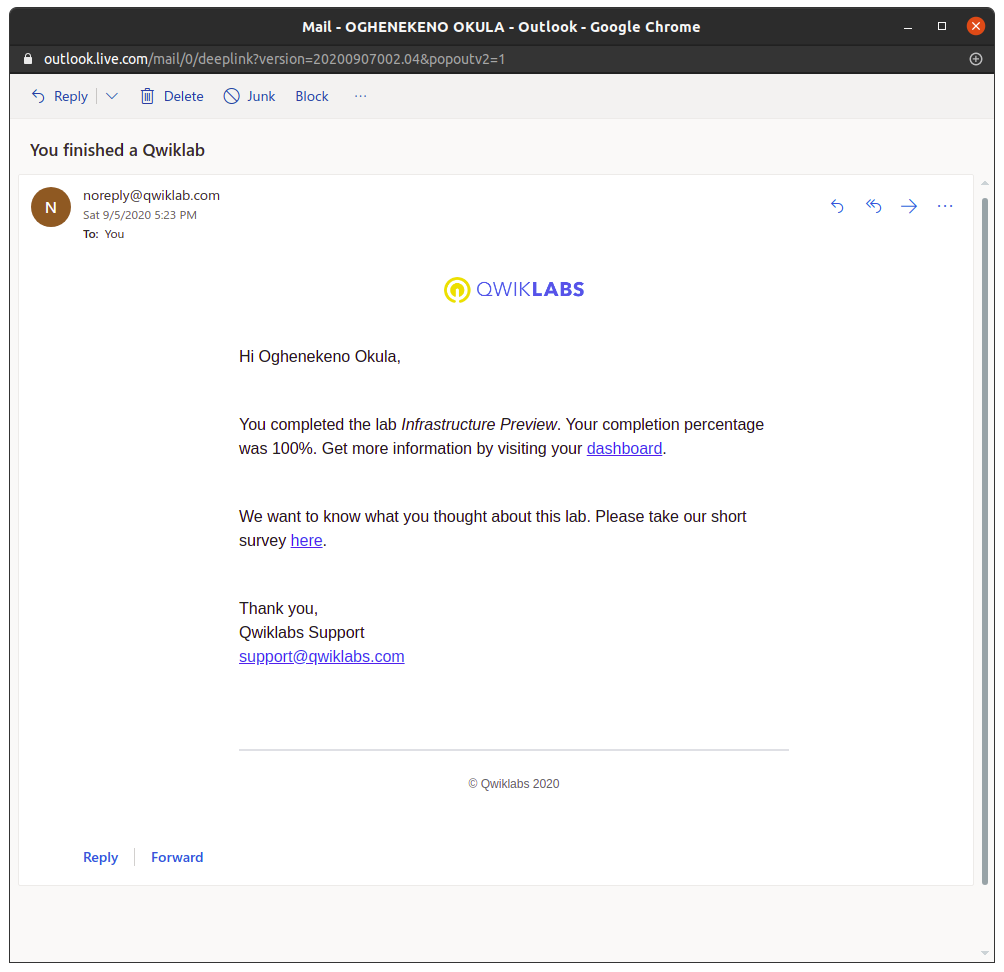 Mail - OGHENEKENO OKULA - Outlook - Google Chrome
outlook.live.com/mail/0/deeplink?version=20200907002.04&popoutv2=1
Reply Delete Junk Block ...
You finished a Qwiklab
N
noreply@qwiklab.com
Sat 9/5/2020 5:23 PM
To: You
QWIKLABS
Hi Oghenekeno Okula,
You completed the lab Infrastructure Preview. Your completion percentage
was 100%. Get more information by visiting your dashboard.
We want to know what you thought about this lab. Please take our short
survey here.
Thank you,
Qwiklabs Support
support@qwiklabs.com
© Qwiklabs 2020
Reply Forward